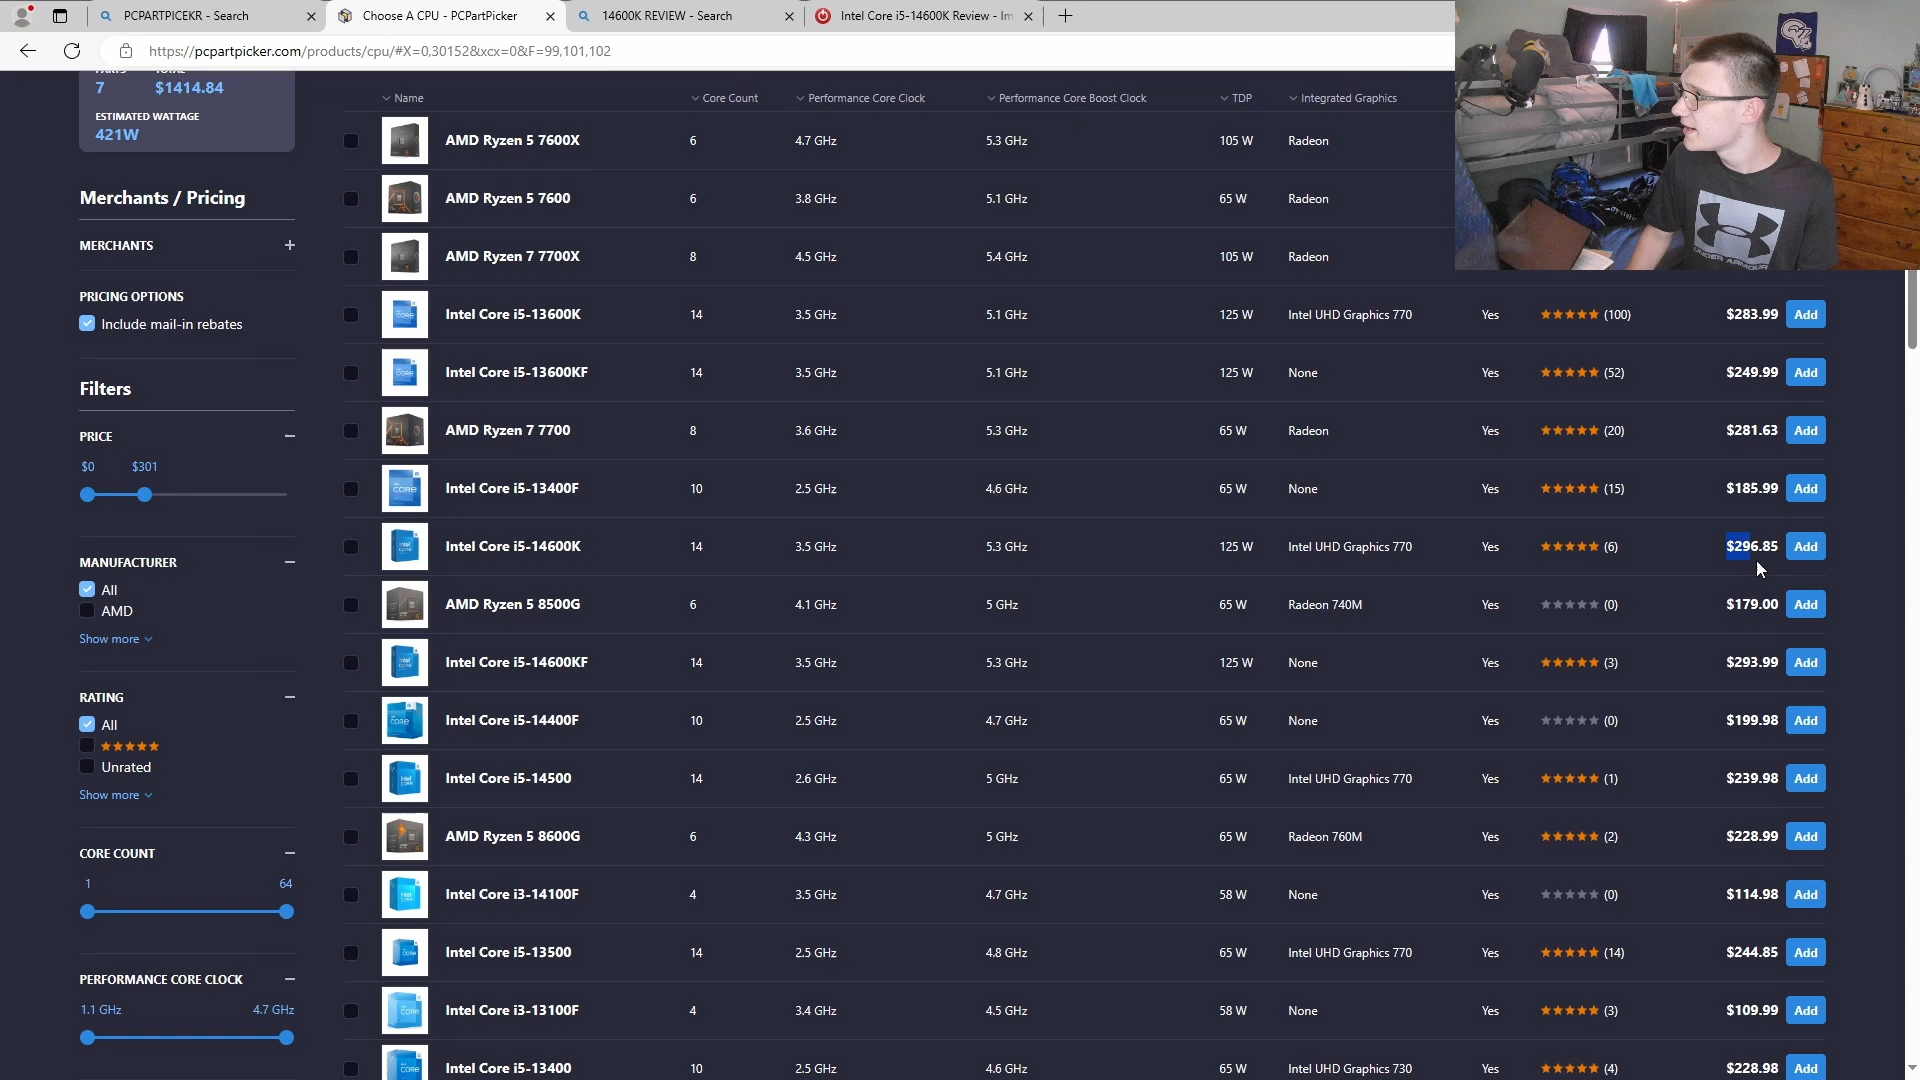 PCPARTPICEKR - Search
Choose A CPU - PCPartPicker
14600K REVIEW - Search
Intel Core i5-14600K Review - Im
https://pcpartpicker.com/products/cpu/#X=0,30152&xcx=0&F=99,101,102
PARTS TOTAL
7 $1414.84
ESTIMATED WATTAGE
421W
Merchants / Pricing
MERCHANTS
PRICING OPTIONS
Include mail-in rebates
Filters
PRICE
$0 $301
MANUFACTURER
All
AMD
Show more
RATING
All
★★★★★
Unrated
Show more
CORE COUNT
1 64
PERFORMANCE CORE CLOCK
1.1 GHz 4.7 GHz
Name Core Count Performance Core Clock Performance Core Boost Clock TDP Integrated Graphics
AMD Ryzen 5 7600X 6 4.7 GHz 5.3 GHz 105 W Radeon
AMD Ryzen 5 7600 6 3.8 GHz 5.1 GHz 65 W Radeon
AMD Ryzen 7 7700X 8 4.5 GHz 5.4 GHz 105 W Radeon
Intel Core i5-13600K 14 3.5 GHz 5.1 GHz 125 W Intel UHD Graphics 770 Yes ★★★★★ (100) $283.99 Add
Intel Core i5-13600KF 14 3.5 GHz 5.1 GHz 125 W None Yes ★★★★★ (52) $249.99 Add
AMD Ryzen 7 7700 8 3.6 GHz 5.3 GHz 65 W Radeon Yes ★★★★★ (20) $281.63 Add
Intel Core i5-13400F 10 2.5 GHz 4.6 GHz 65 W None Yes ★★★★★ (15) $185.99 Add
Intel Core i5-14600K 14 3.5 GHz 5.3 GHz 125 W Intel UHD Graphics 770 Yes ★★★★★ (6) $296.85 Add
AMD Ryzen 5 8500G 6 4.1 GHz 5 GHz 65 W Radeon 740M Yes ★★★★★ (0) $179.00 Add
Intel Core i5-14600KF 14 3.5 GHz 5.3 GHz 125 W None Yes ★★★★★ (3) $293.99 Add
Intel Core i5-14400F 10 2.5 GHz 4.7 GHz 65 W None Yes ★★★★★ (0) $199.98 Add
Intel Core i5-14500 14 2.6 GHz 5 GHz 65 W Intel UHD Graphics 770 Yes ★★★★★ (1) $239.98 Add
AMD Ryzen 5 8600G 6 4.3 GHz 5 GHz 65 W Radeon 760M Yes ★★★★★ (2) $228.99 Add
Intel Core i3-14100F 4 3.5 GHz 4.7 GHz 58 W None Yes ★★★★★ (0) $114.98 Add
Intel Core i5-13500 14 2.5 GHz 4.8 GHz 65 W Intel UHD Graphics 770 Yes ★★★★★ (14) $244.85 Add
Intel Core i3-13100F 4 3.4 GHz 4.5 GHz 58 W None Yes ★★★★★ (3) $109.99 Add
Intel Core i5-13400 10 2.5 GHz 4.6 GHz 65 W Intel UHD Graphics 730 Yes ★★★★★ (4) $228.98 Add
UNDER ARMOUR